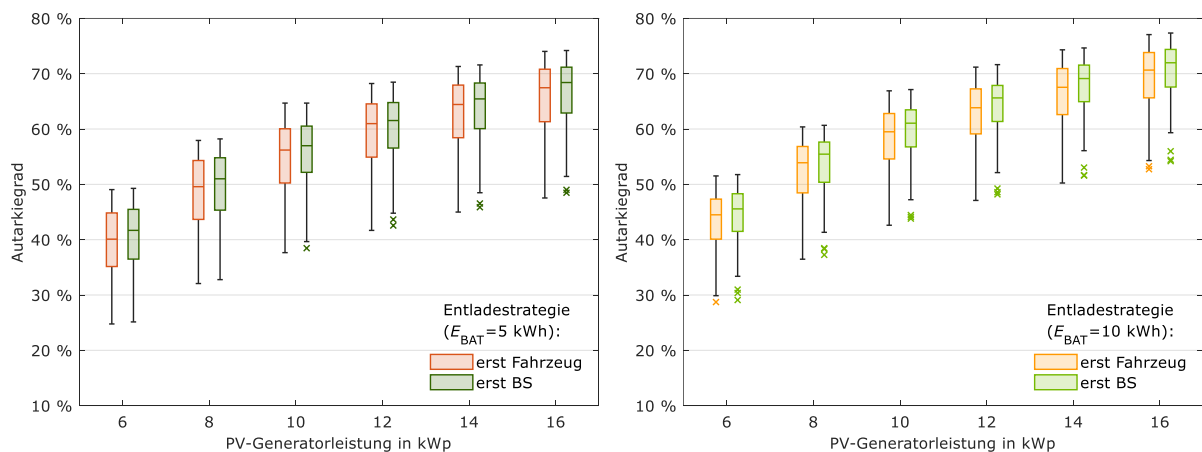 80 %
70 %
60 %
50 %
40 %
30 %
20 %
10 %
Autarkiegrad
6 8 10 12 14 16
PV-Generatorleistung in kWp
Entladestrategie
(E_BAT=5 kWh):
erst Fahrzeug
erst BS
80 %
70 %
60 %
50 %
40 %
30 %
20 %
10 %
Autarkiegrad
6 8 10 12 14 16
PV-Generatorleistung in kWp
Entladestrategie
(E_BAT=10 kWh):
erst Fahrzeug
erst BS